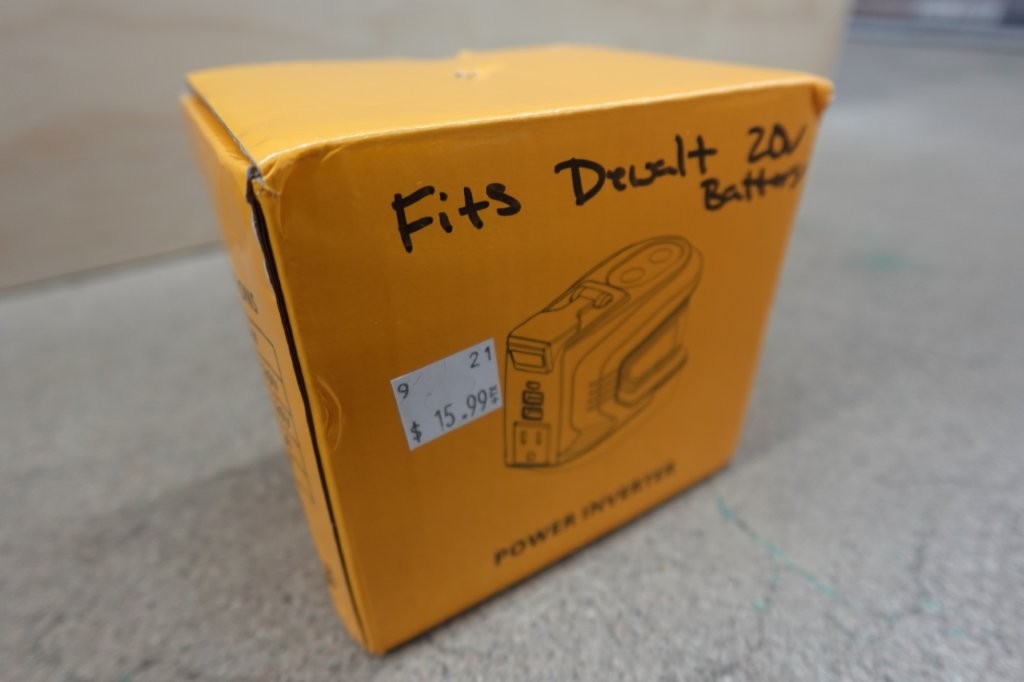 Fits Dewalt 20v
Battery
9 21
$ 15.99
POWER INVERTER